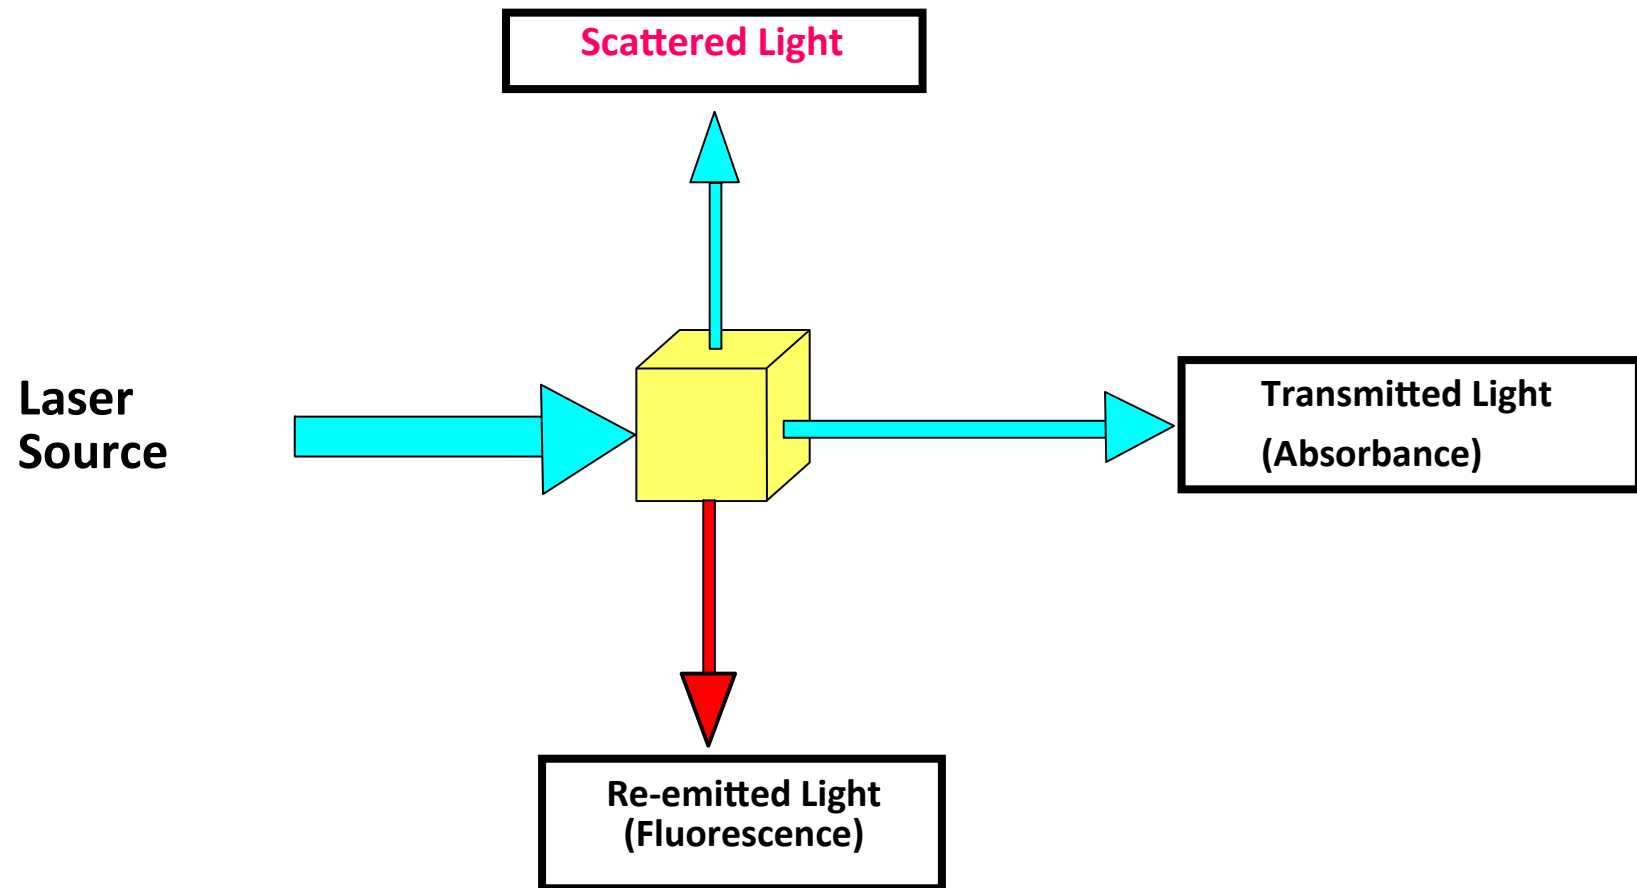 Scattered Light
Laser
Source
Transmitted Light
(Absorbance)
Re-emitted Light
(Fluorescence)